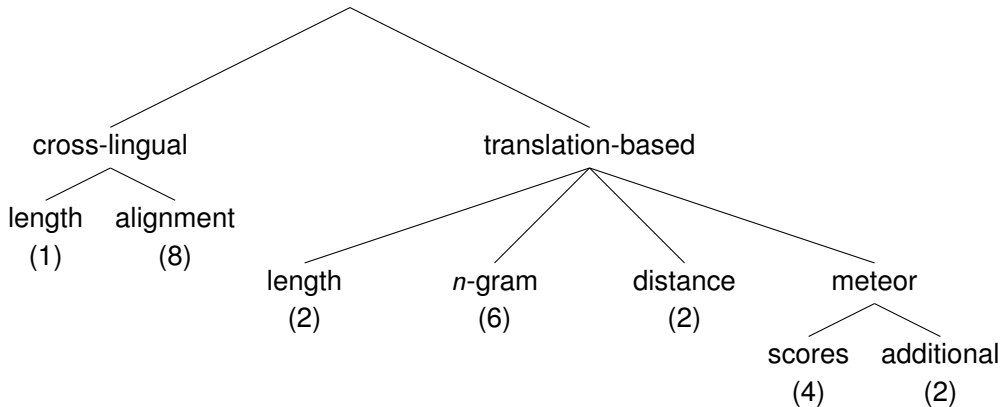 cross-lingual translation-based
length alignment
(1) (8)
length n-gram distance meteor
(2) (6) (2)
scores additional
(4) (2)